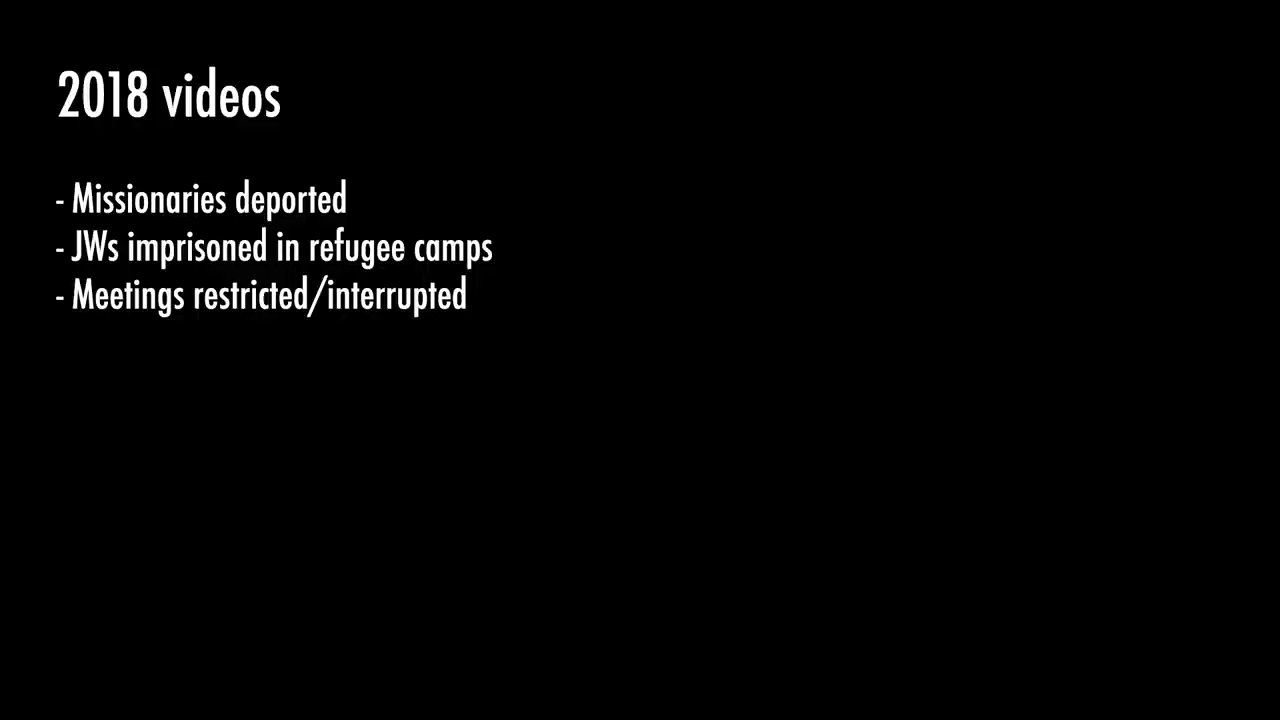 2018 videos
- Missionaries deported
- JWs imprisoned in refugee camps
- Meetings restricted/interrupted